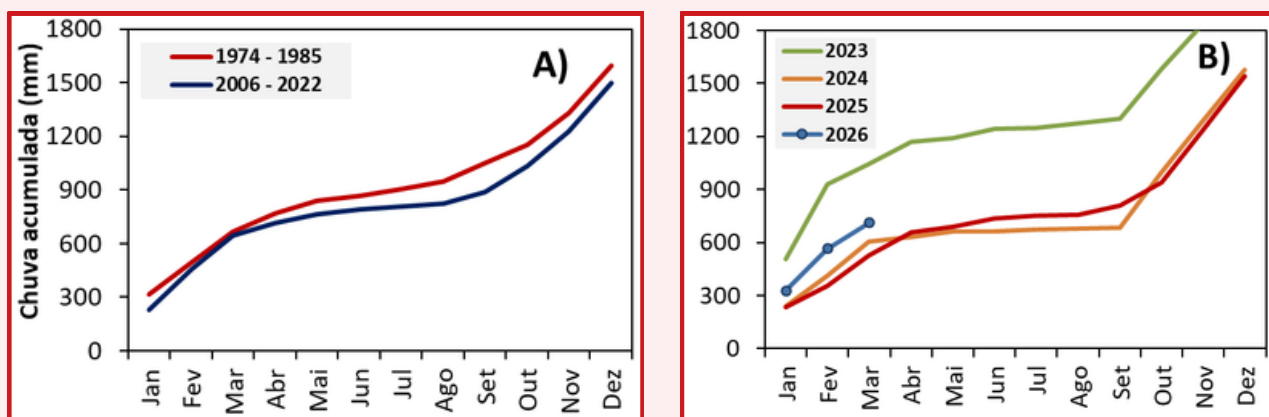 Chuva acumulada (mm)
1800
1500
1200
900
600
300
0
1974 - 1985
2006 - 2022
A)
Jan
Fev
Mar
Abr
Mai
Jun
Jul
Ago
Set
Out
Nov
Dez
1800
1500
1200
900
600
300
0
2023
2024
2025
2026
B)
Jan
Fev
Mar
Abr
Mai
Jun
Jul
Ago
Set
Out
Nov
Dez